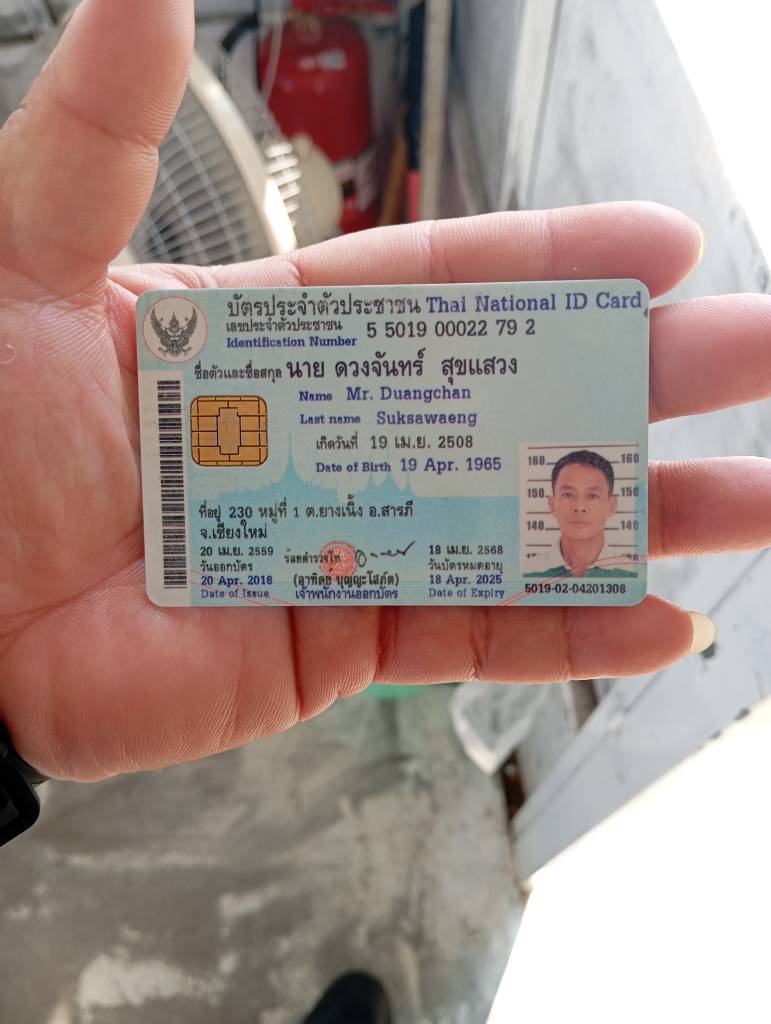 บัตรประจำตัวประชาชน Thai National ID Card
เลขประจำตัวประชาชน 5 5019 00022 79 2
Identification Number
ชื่อตัวและชื่อสกุล นาย ดวงจันทร์ สุขแสวง
Name Mr. Duangchan
Last name Suksawaeng
เกิดวันที่ 19 เม.ย. 2508
Date of Birth 19 Apr. 1965
160 160
150 150
140 140
ที่อยู่ 230 หมู่ที่ 1 ต.ยางเนิ้ง อ.สารภี
จ.เชียงใหม่
20 เม.ย. 2559
วันออกบัตร
20 Apr. 2016
Date of Issue
ร้อยตำรวจโท
(อาทิตย์ บุญญะโสภัต)
เจ้าพนักงานออกบัตร
18 เม.ย. 2568
วันบัตรหมดอายุ
18 Apr. 2025
Date of Expiry
5019-02-04201308